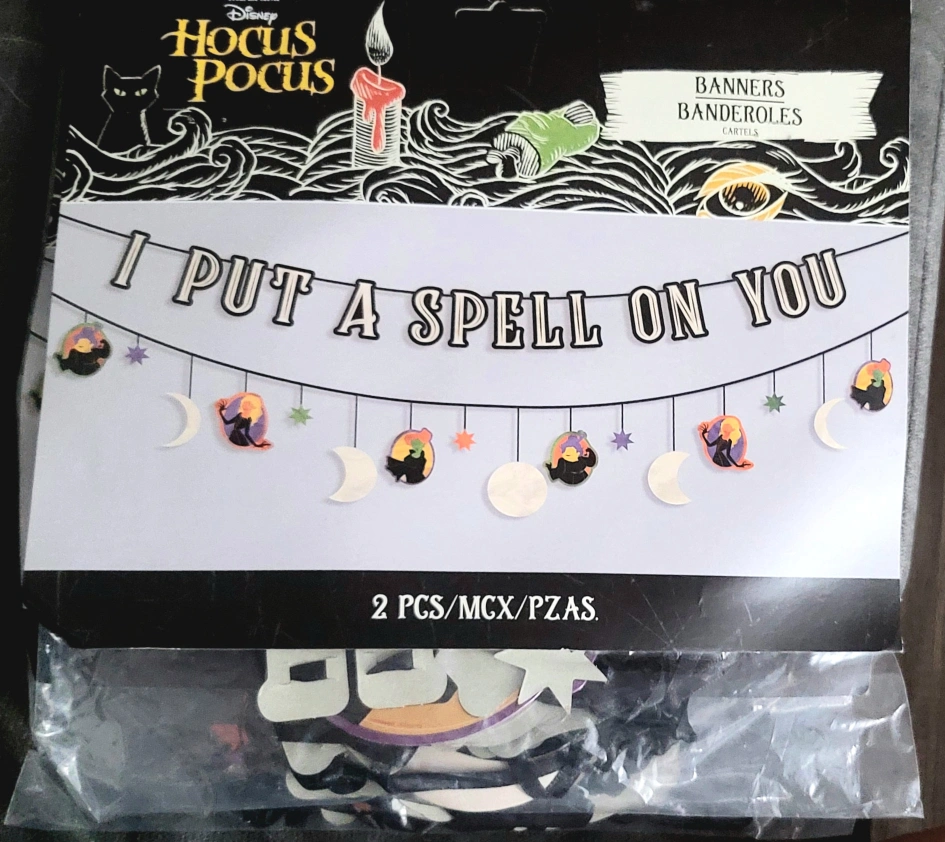 Disney
HOCUS
POCUS
BANNERS
BANDEROLES
CARTELS
I PUT A SPELL ON YOU
2 PCS/MCX/PZAS.